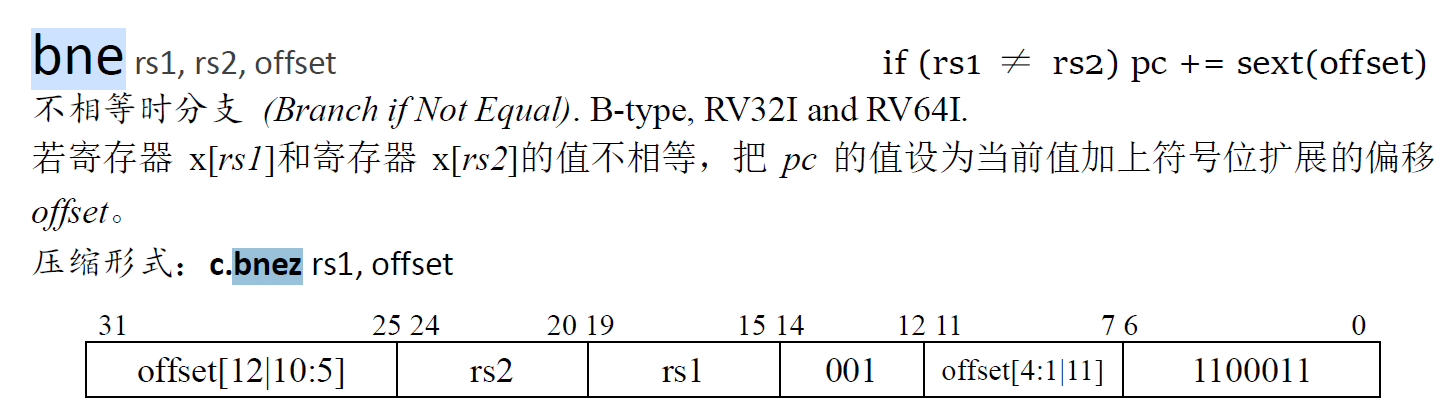 bne rs1, rs2, offset if (rs1 ≠ rs2) pc += sext(offset)
不相等时分支 (Branch if Not Equal). B-type, RV32I and RV64I.
若寄存器 x[rs1]和寄存器 x[rs2]的值不相等，把 pc 的值设为当前值加上符号位扩展的偏移
offset。
压缩形式：c.bnez rs1, offset
31 25 24 20 19 15 14 12 11 7 6 0
offset[12|10:5] rs2 rs1 001 offset[4:1|11] 1100011